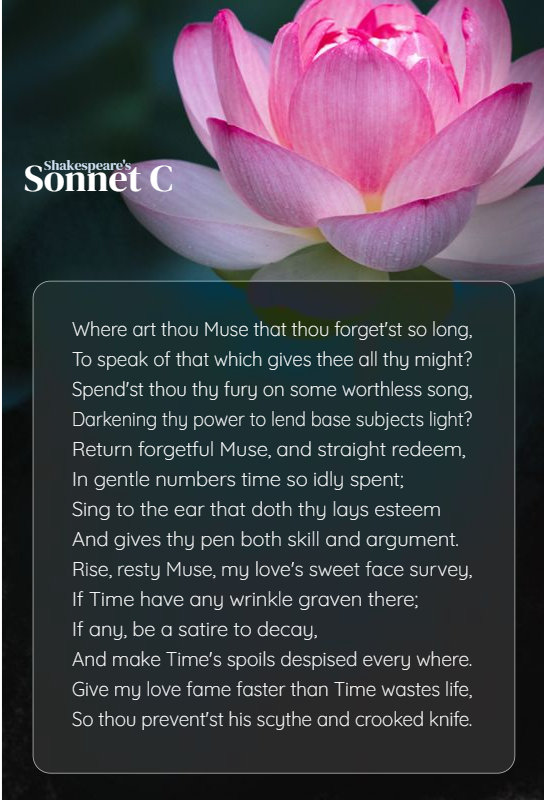 Shakespeare's
Sonnet C
Where art thou Muse that thou forget'st so long,
To speak of that which gives thee all thy might?
Spend'st thou thy fury on some worthless song,
Darkening thy power to lend base subjects light?
Return forgetful Muse, and straight redeem,
In gentle numbers time so idly spent;
Sing to the ear that doth thy lays esteem
And gives thy pen both skill and argument.
Rise, resty Muse, my love's sweet face survey,
If Time have any wrinkle graven there;
If any, be a satire to decay,
And make Time's spoils despised every where.
Give my love fame faster than Time wastes life,
So thou prevent'st his scythe and crooked knife.